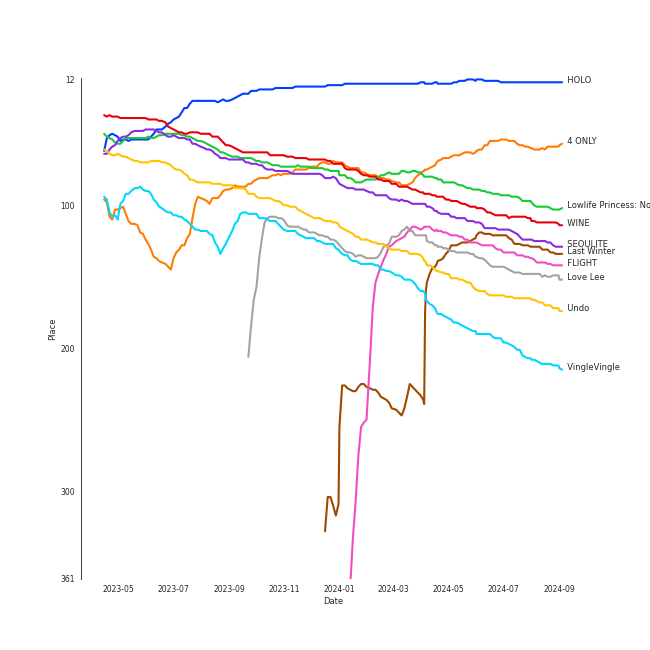 12
100
200
300
361
Place
2023-05 2023-07 2023-09 2023-11 2024-01 2024-03 2024-05 2024-07 2024-09
Date
HOLO
4 ONLY
Lowlife Princess: No
WINE
SEOULITE
Last Winter
FLIGHT
Love Lee
Undo
VingleVingle